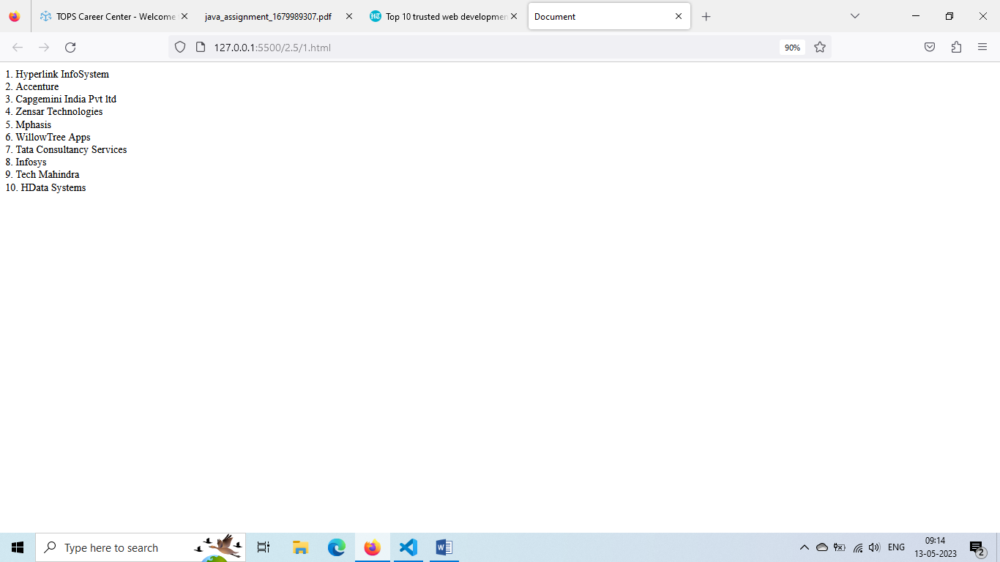 TOPS Career Center - Welcome
java_assignment_1679989307.pdf
HT
Top 10 trusted web developmen
Document
127.0.0.1:5500/2.5/1.html
90%
1. Hyperlink InfoSystem
2. Accenture
3. Capgemini India Pvt ltd
4. Zensar Technologies
5. Mphasis
6. WillowTree Apps
7. Tata Consultancy Services
8. Infosys
9. Tech Mahindra
10. HData Systems
Type here to search
W
ENG
09:14
13-05-2023
2